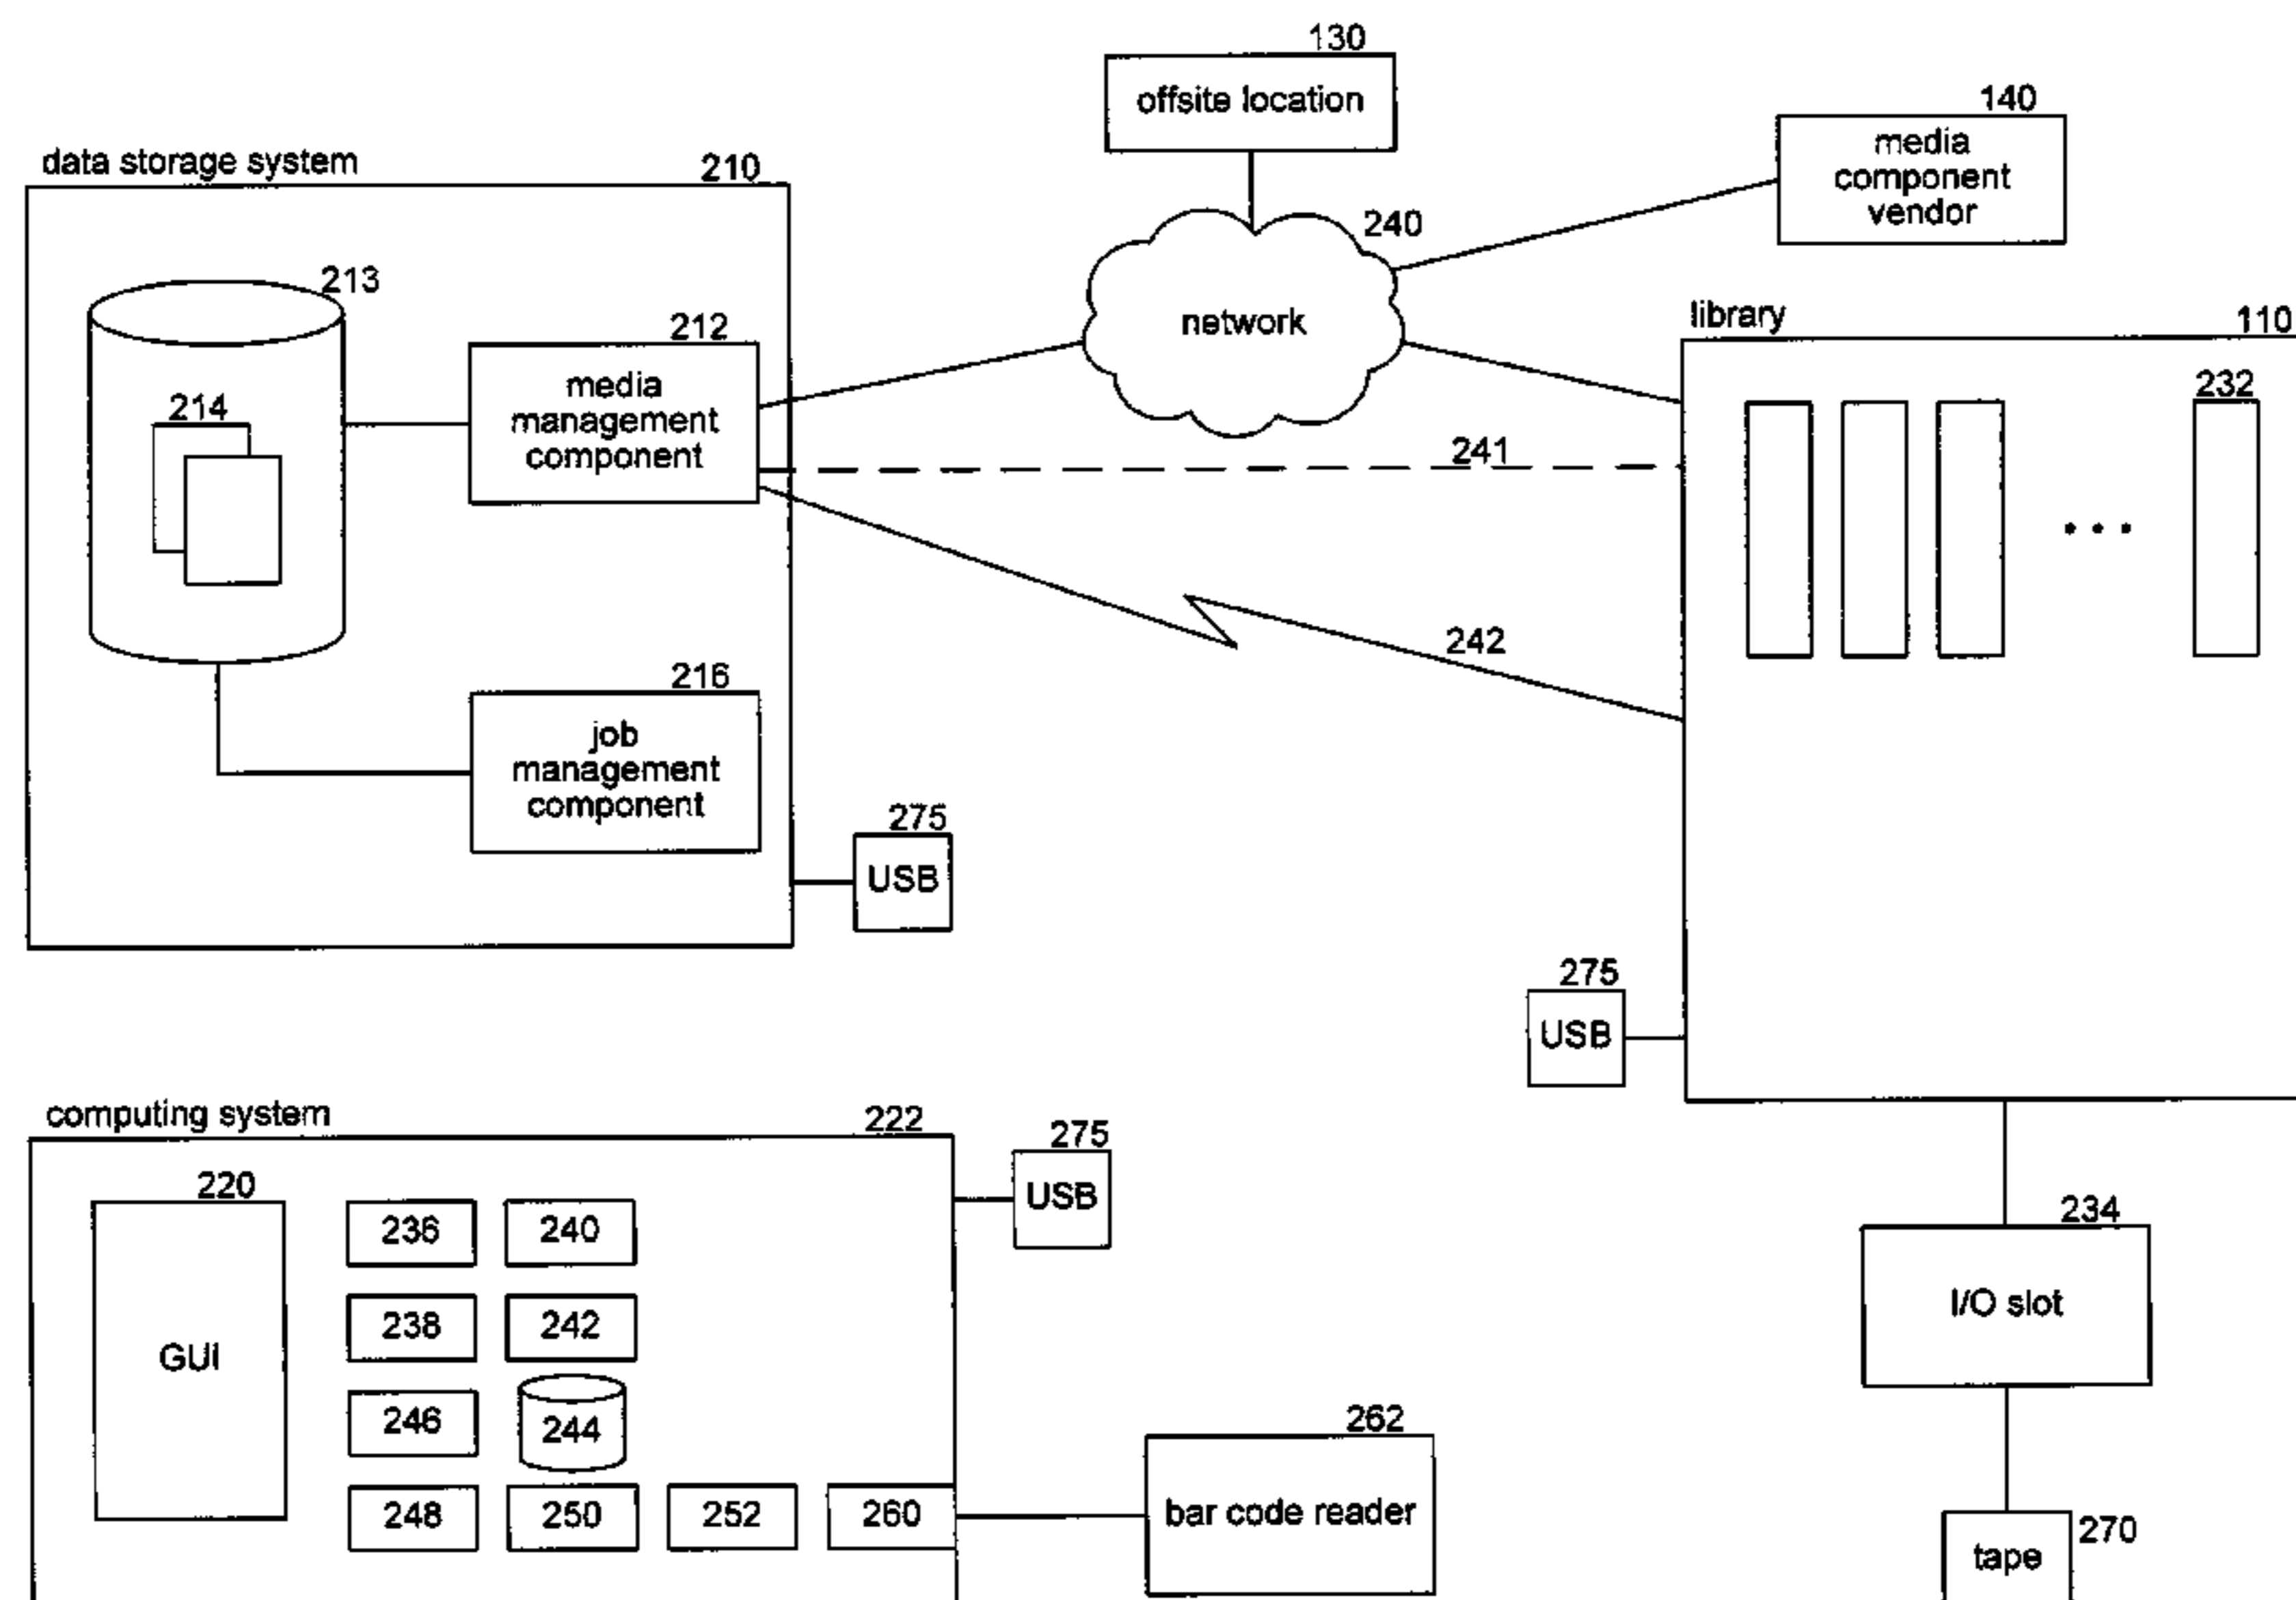 130
offsite location
140
media
component
vendor
data storage system
210
240
network
213
212
media
management
component
214
library
110
232
241
242
216
job
management
component
275
USB
275
USB
computing system
222
275
USB
220
GUI
236
240
238
242
246
244
248
250
252
260
262
bar code reader
234
I/O slot
270
tape